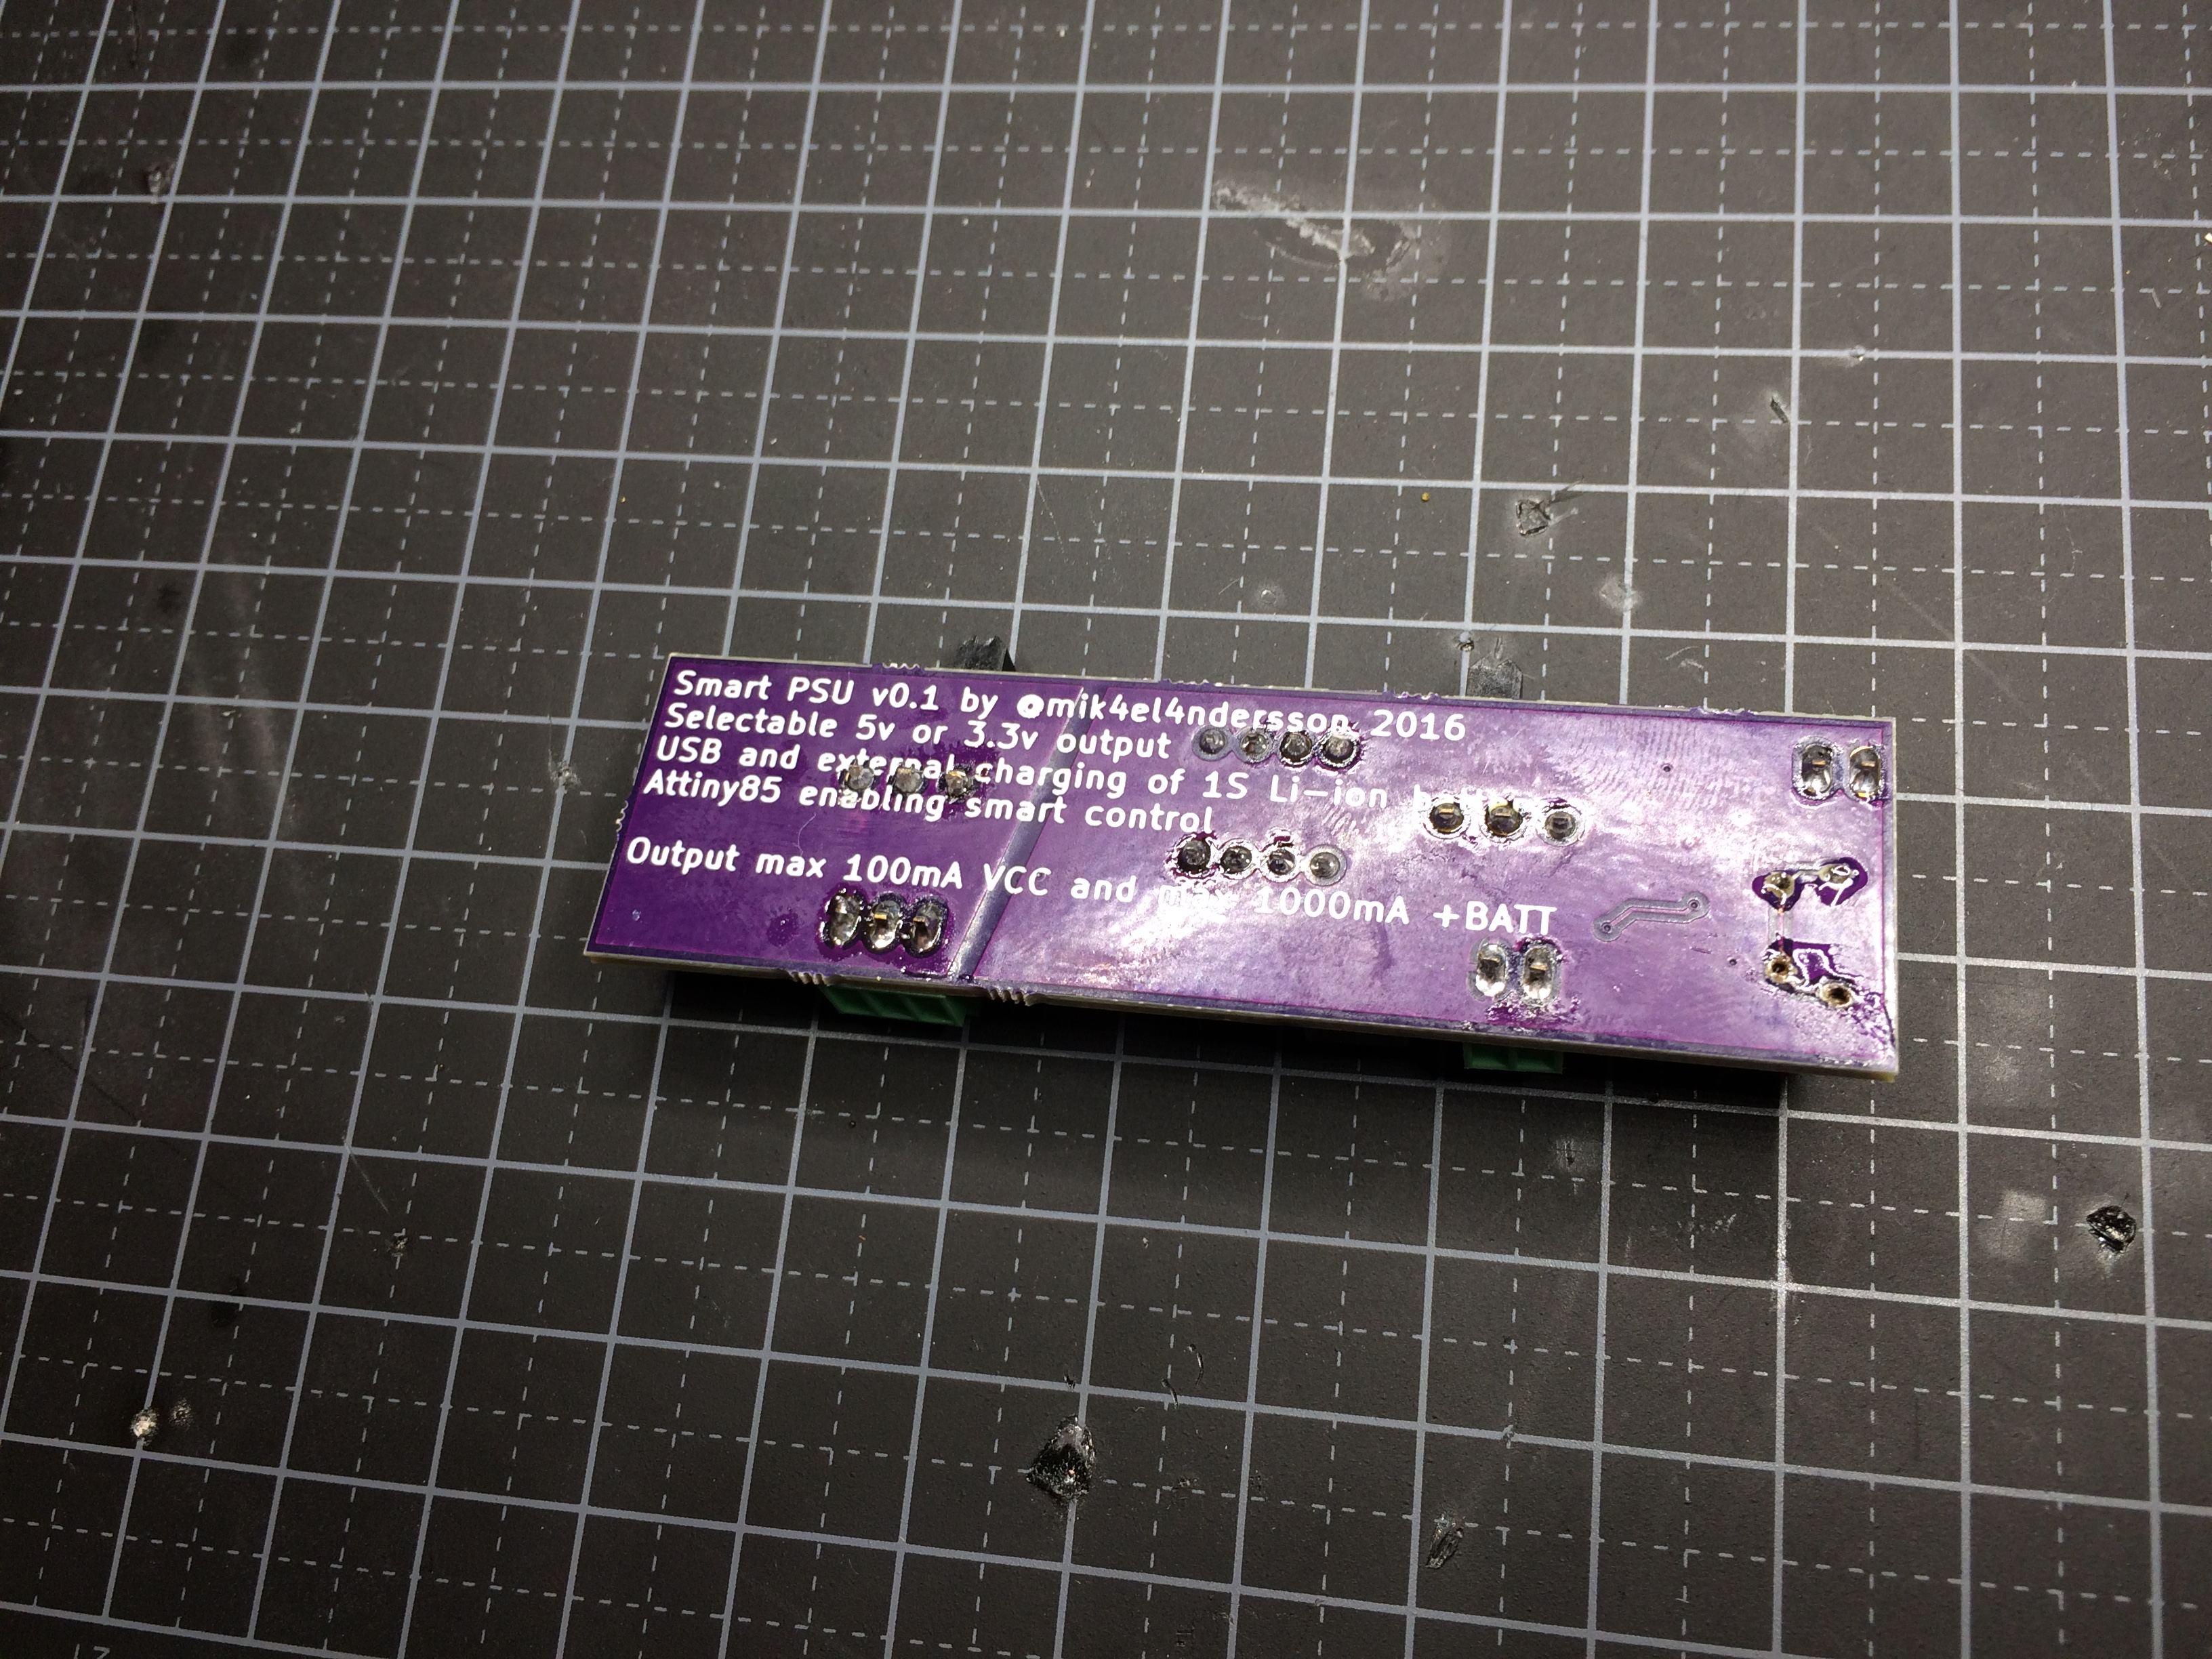 Smart PSU v0.1 by @mik4el4ndersson 2016
Selectable 5v or 3.3v output
USB and external charging of 1S Li-ion
Attiny85 enabling smart control
Output max 100mA VCC and max 1000mA +BATT